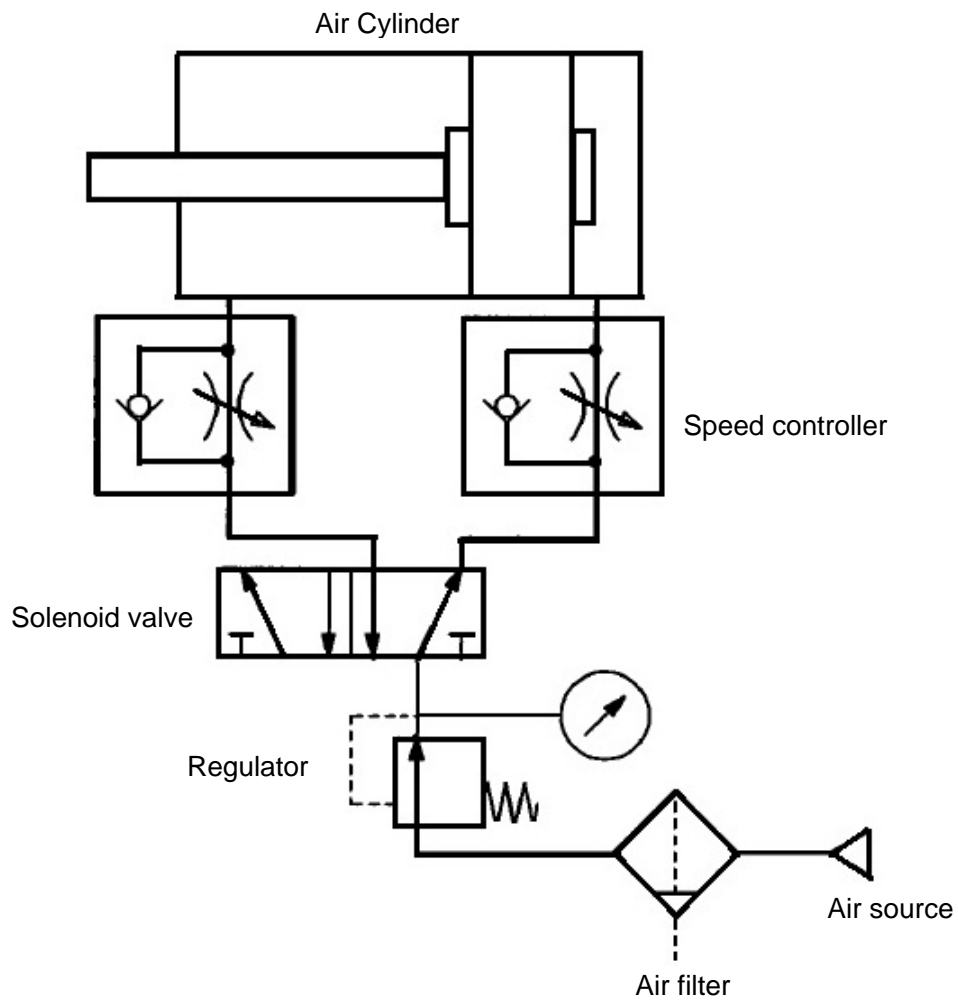 Air Cylinder
Speed controller
Solenoid valve
Regulator
Air source
Air filter